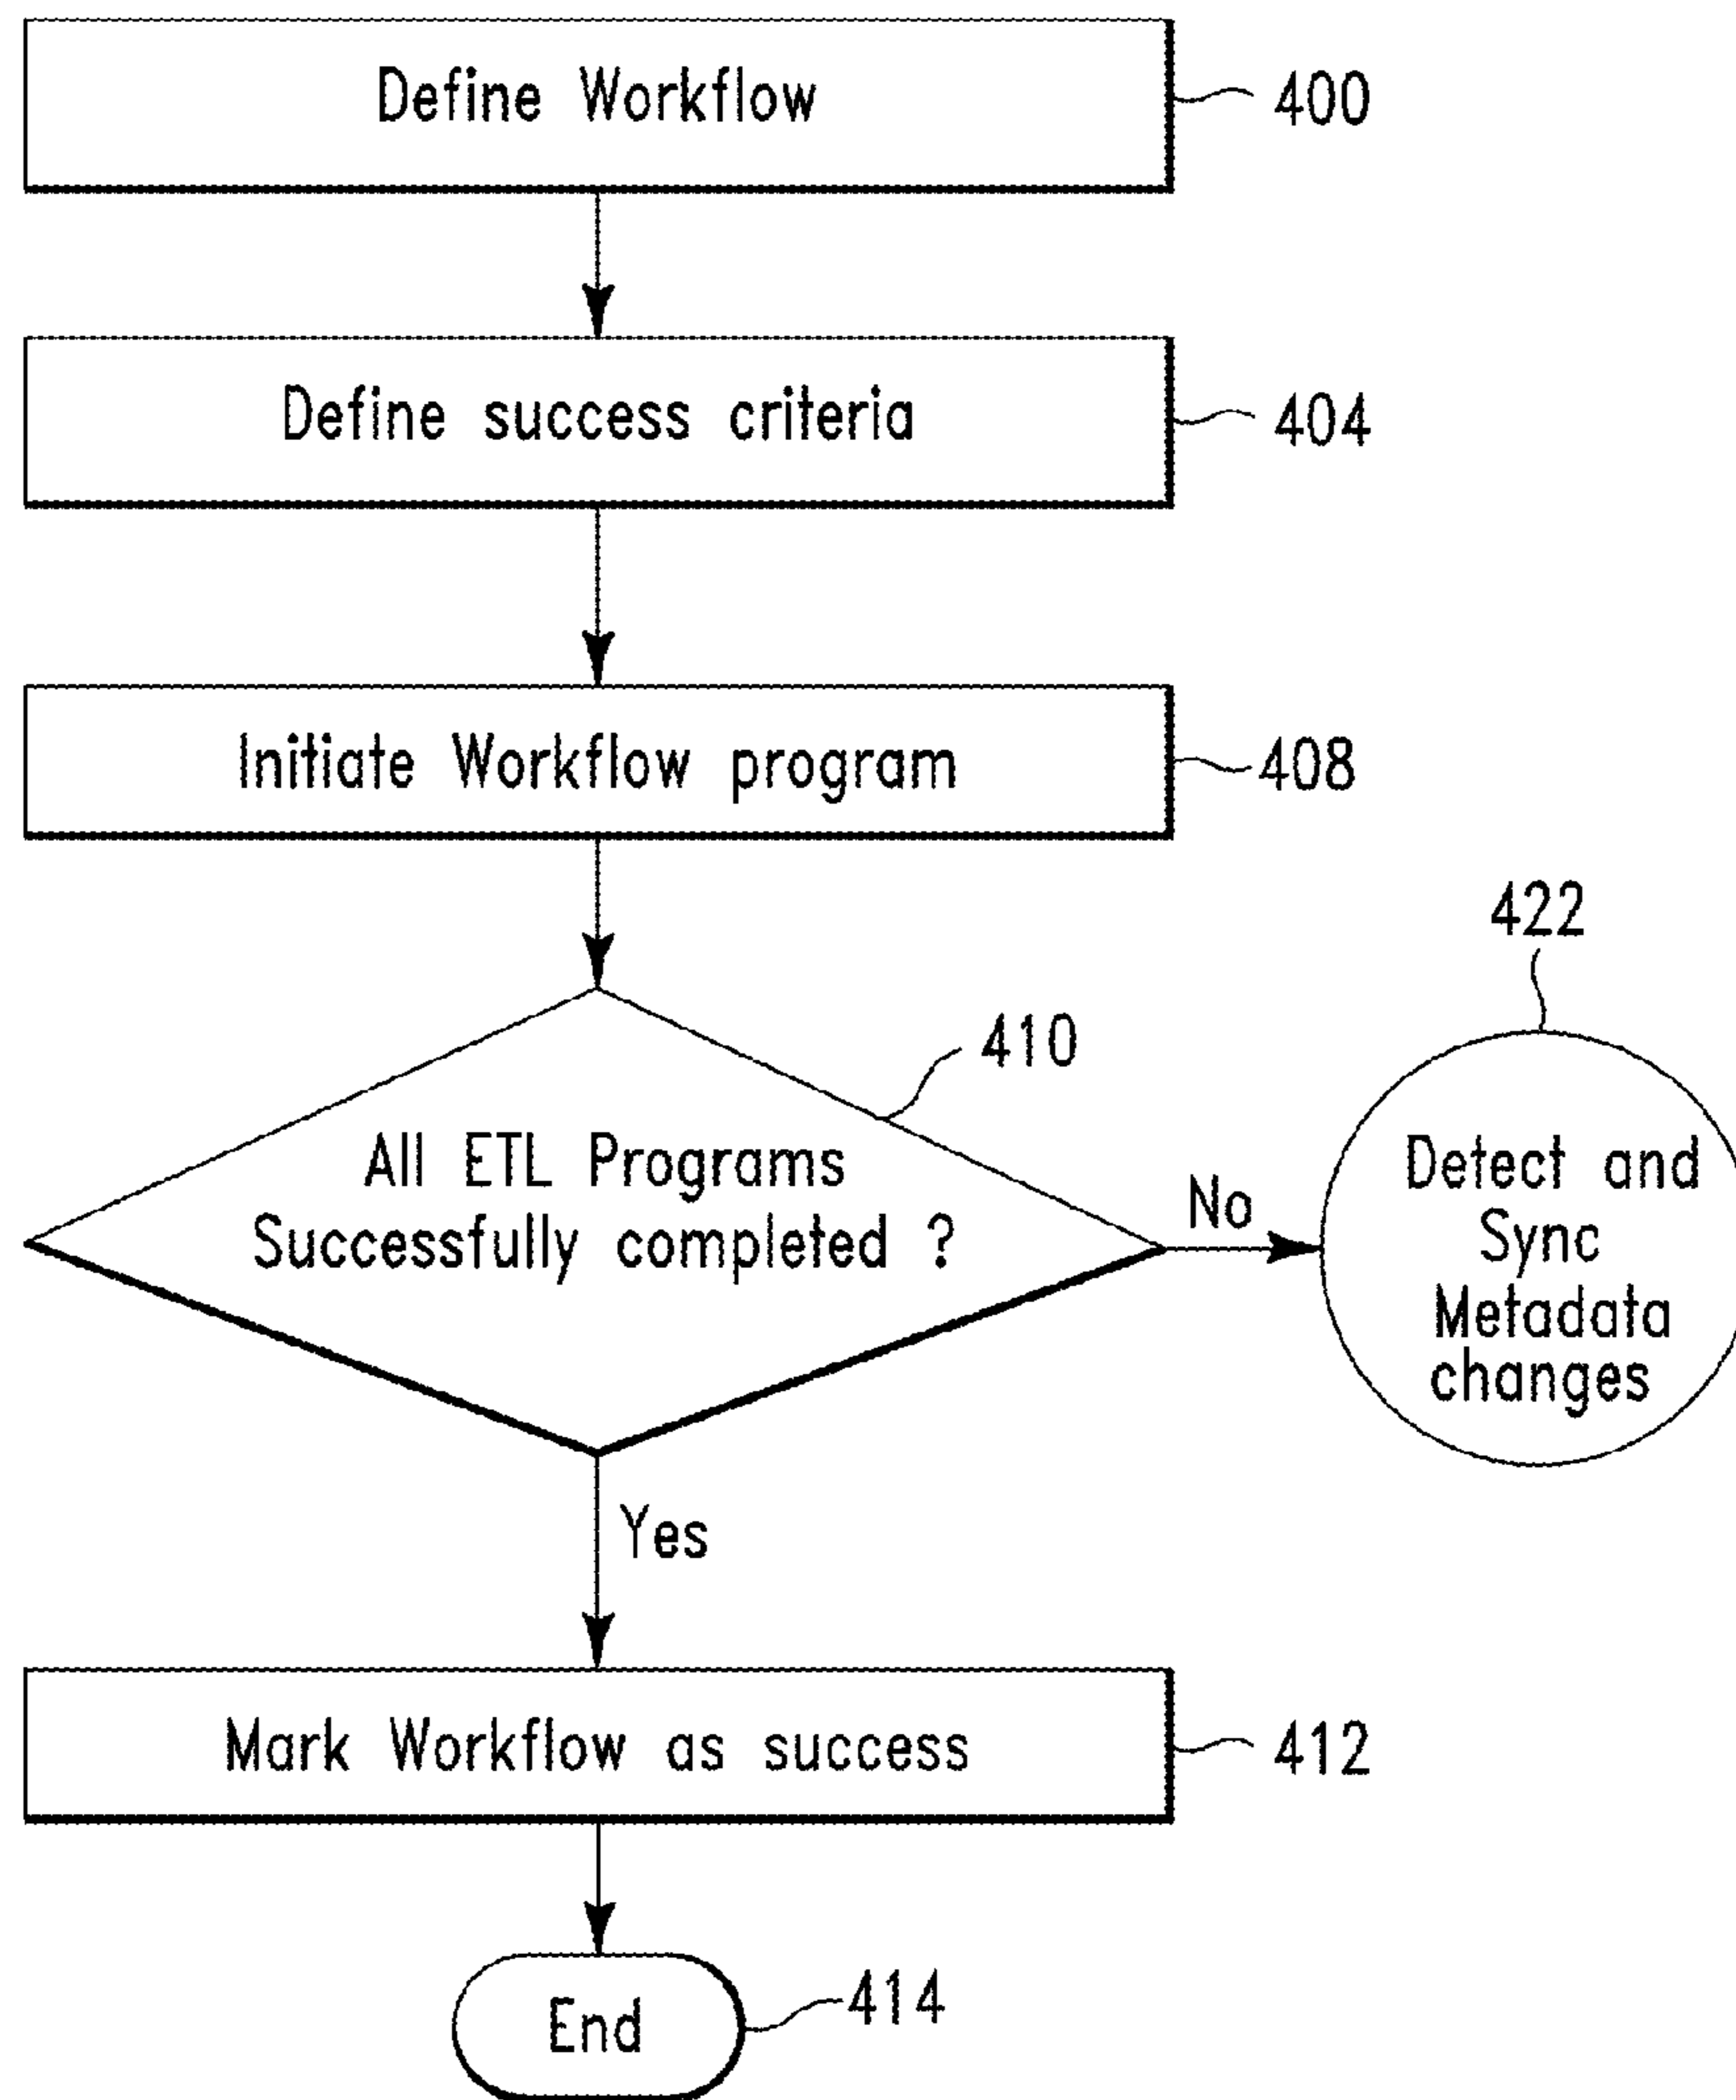 Define Workflow
400
Define success criteria
404
Initiate Workflow program
408
422
410
All ETL Programs
Successfully completed ?
No
Detect and
Sync
Metadata
changes
Yes
Mark Workflow as success
412
End
414